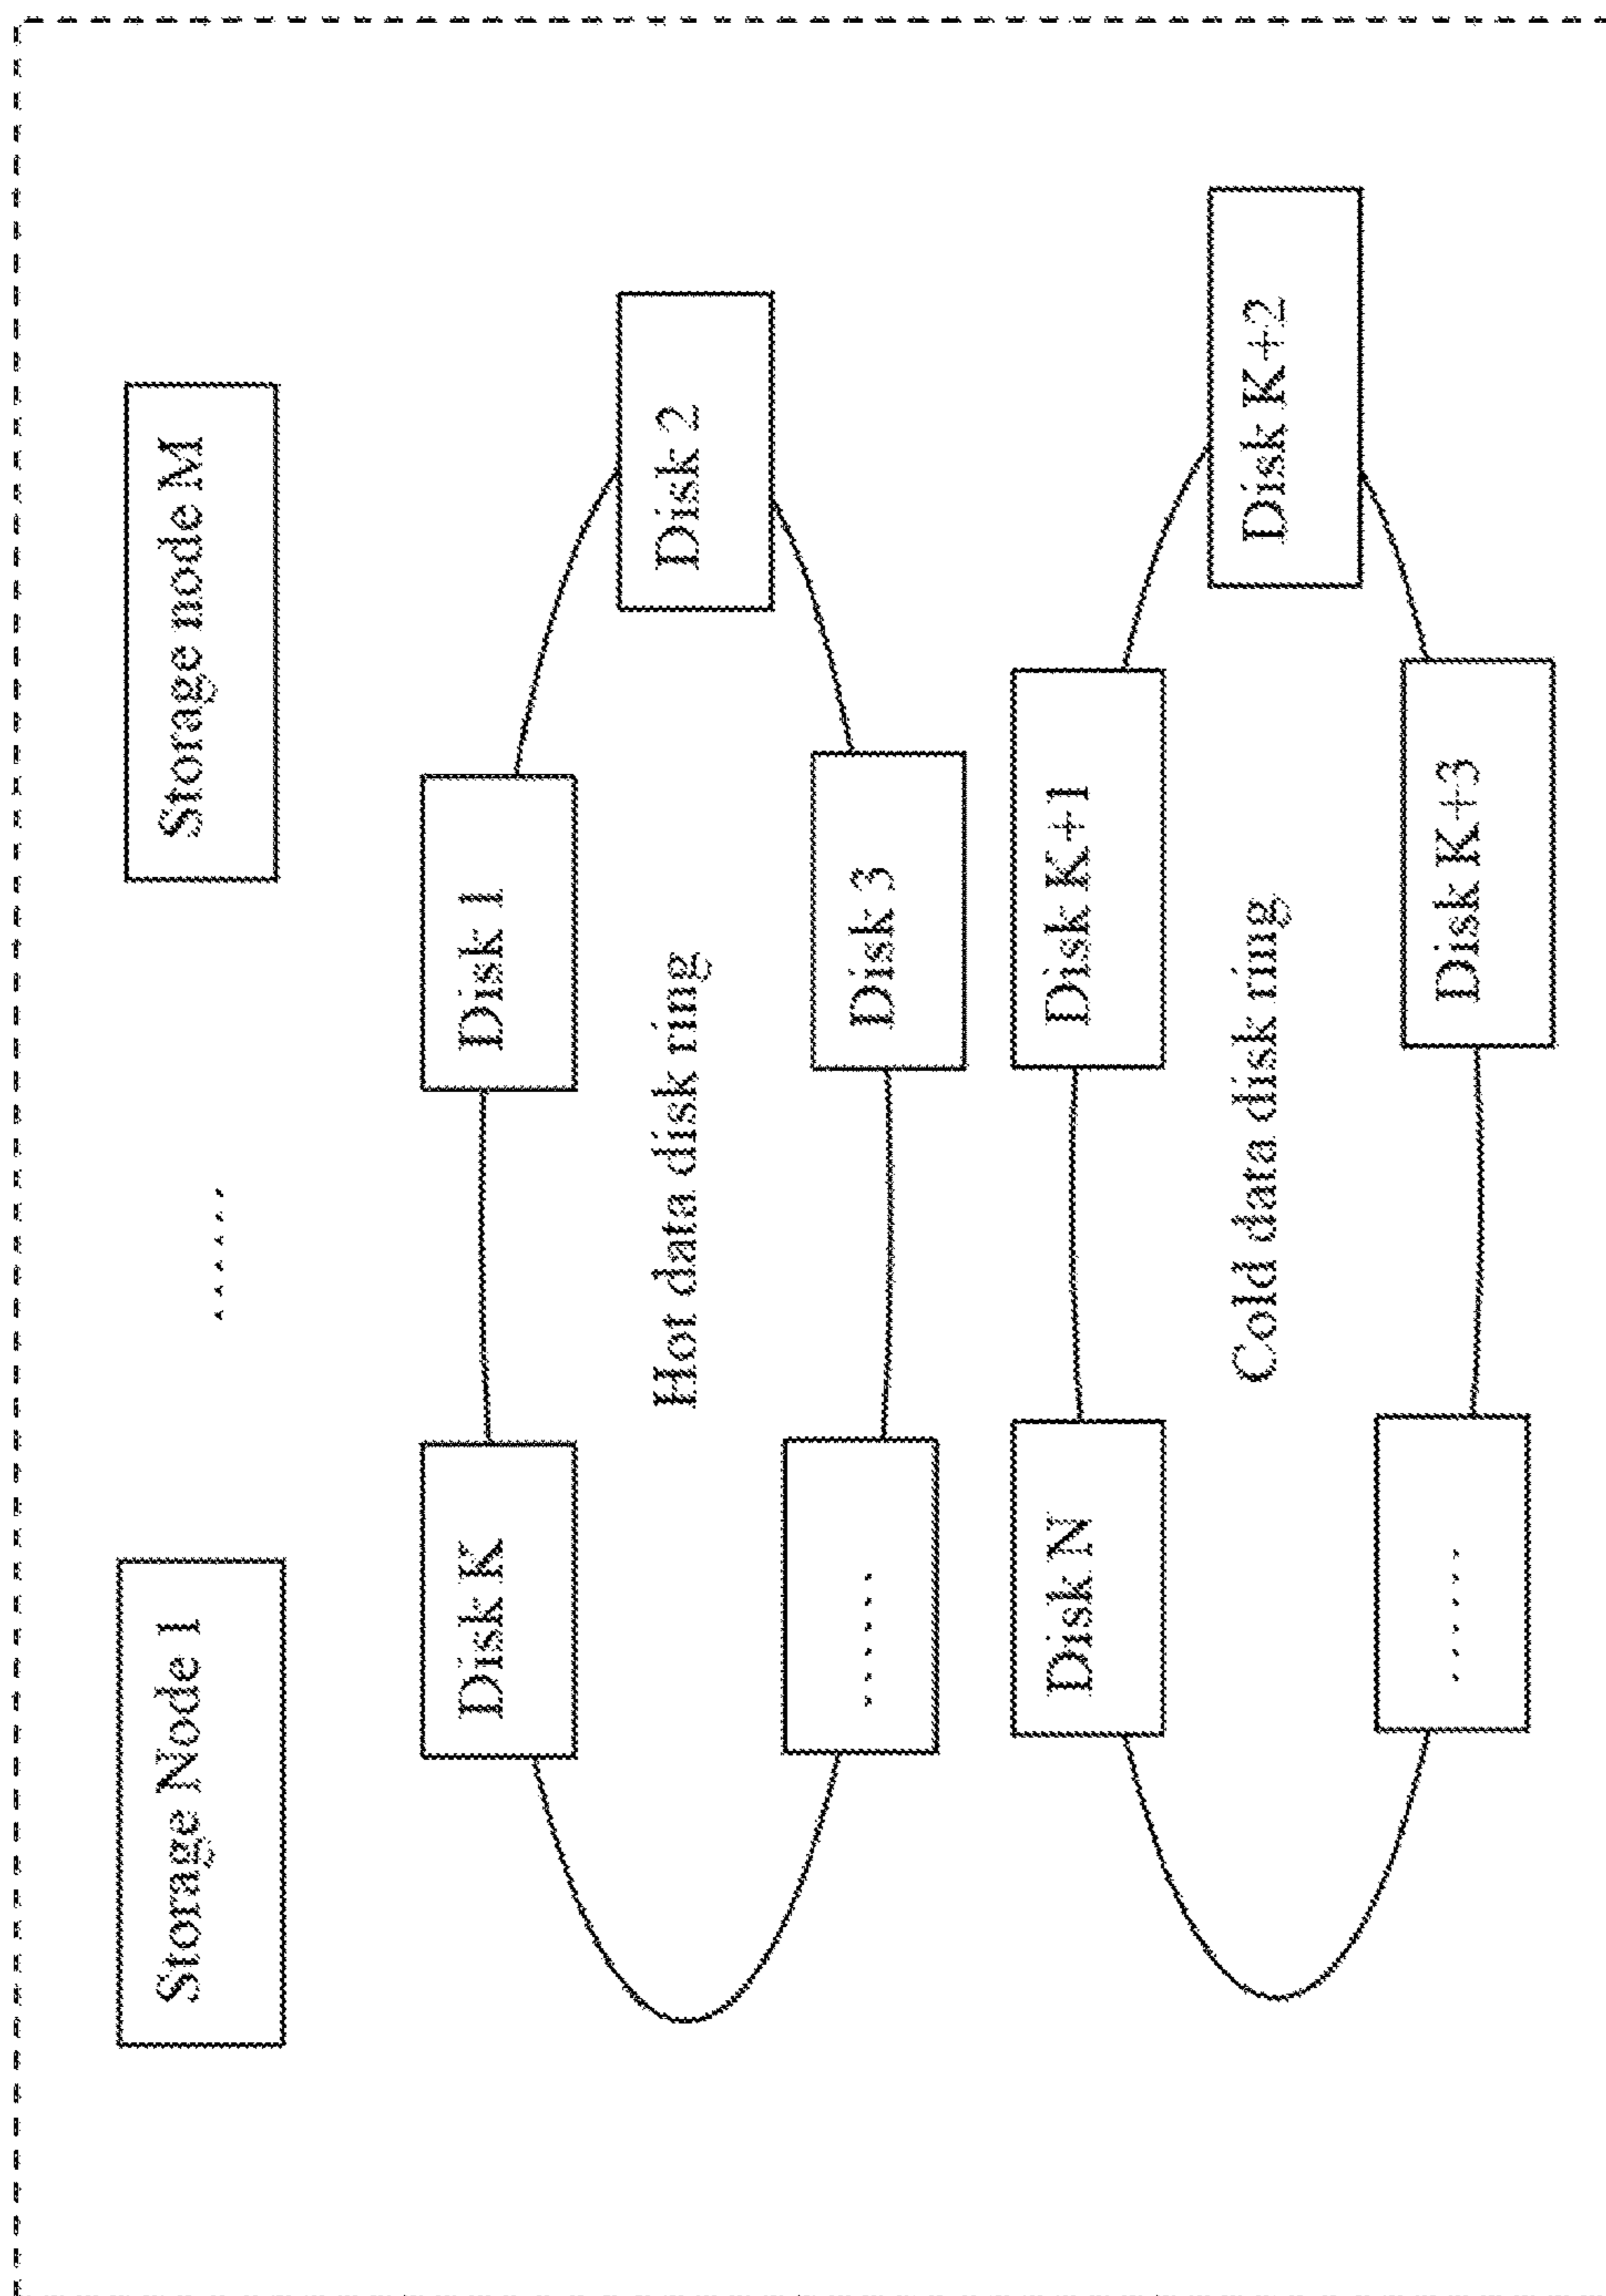 Storage Node 1
......
Storage node M
Disk K
Disk 1
Disk 2
Hot data disk ring
......
Disk 3
Disk N
Disk K+1
Disk K+2
Cold data disk ring
......
Disk K+3